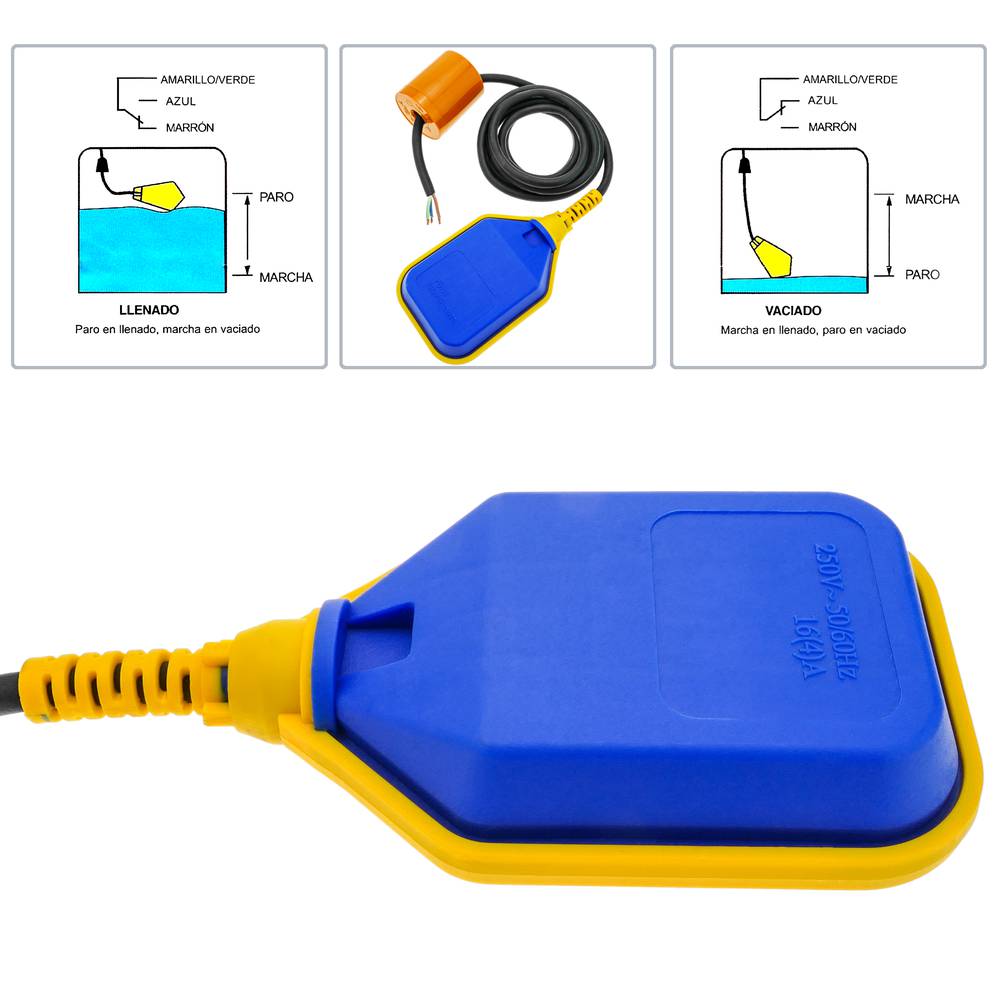 AMARILLO/VERDE
AZUL
MARRÓN
PARO
MARCHA
LLENADO
Paro en llenado, marcha en vaciado
AMARILLO/VERDE
AZUL
MARRÓN
MARCHA
PARO
VACIADO
Marcha en llenado, paro en vaciado
250V~50/60Hz
16(4)A